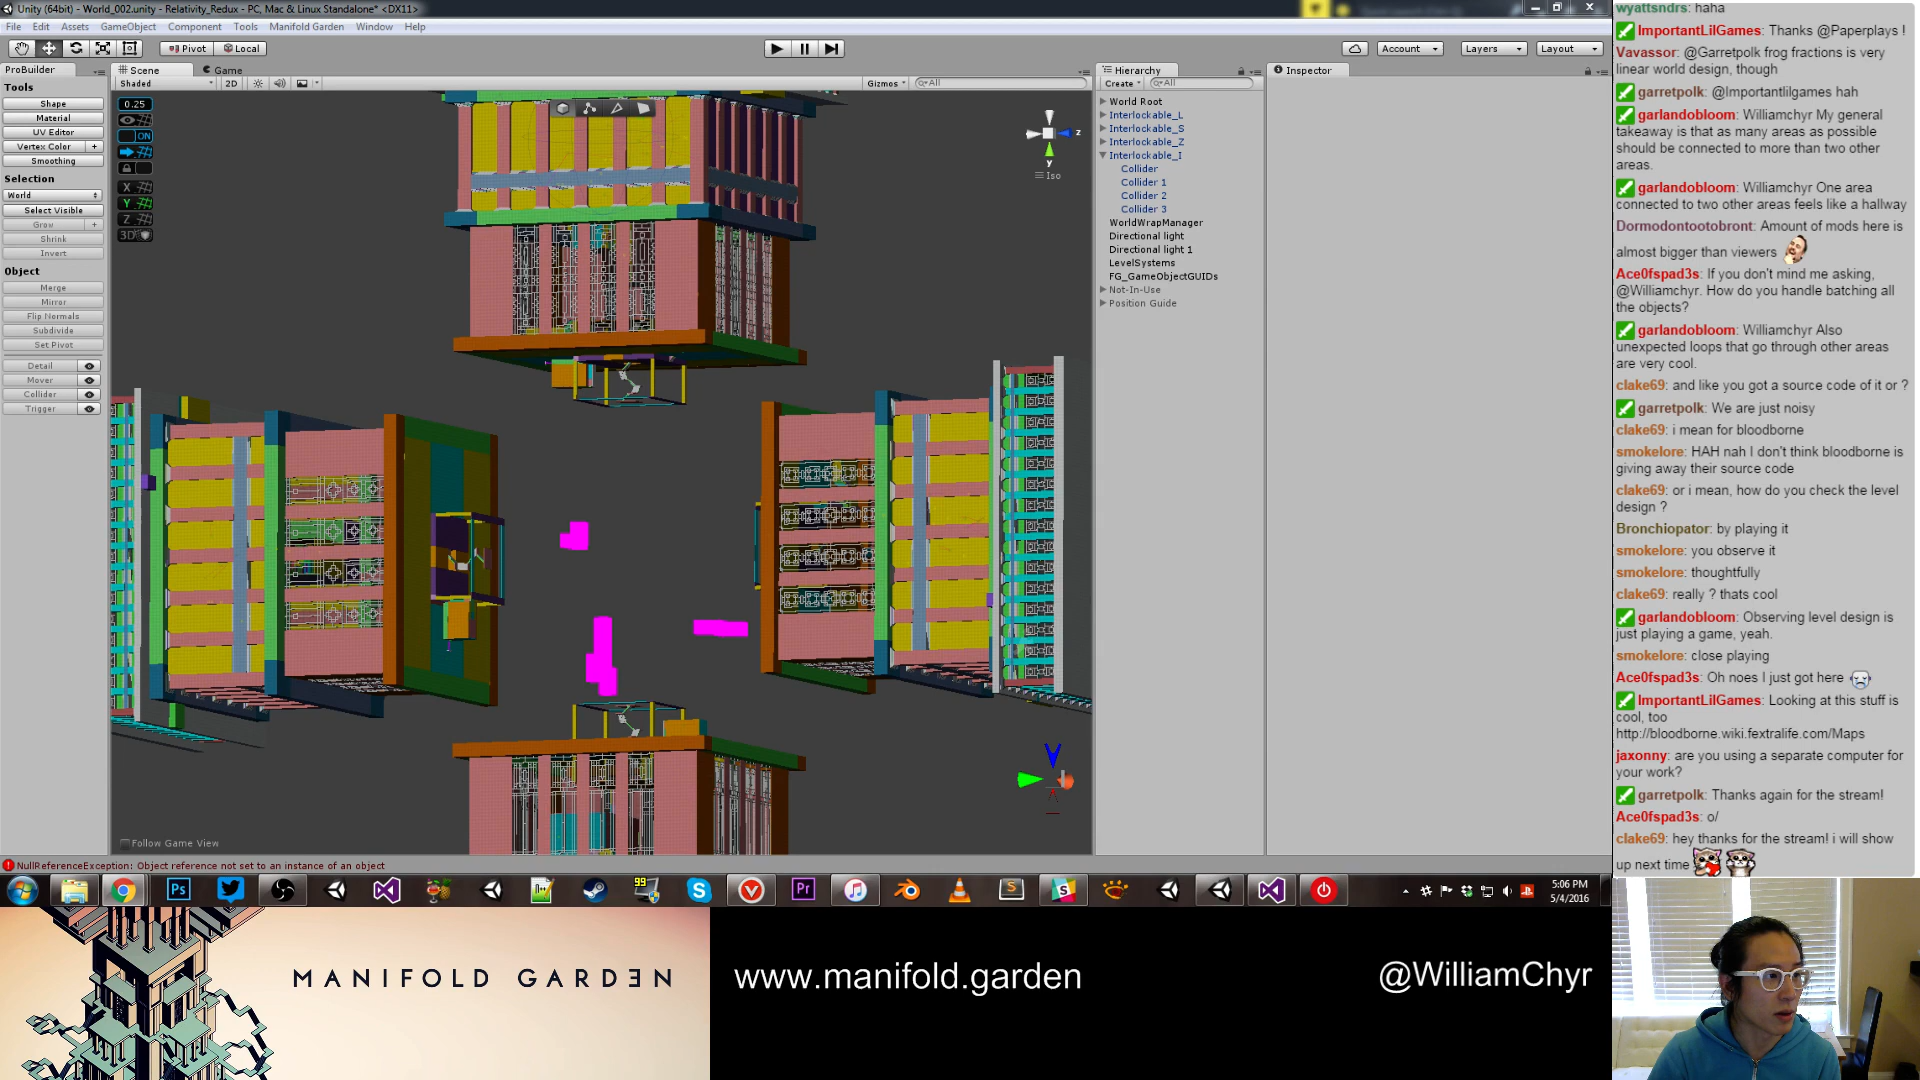 Unity (64bit) - World_002.unity - Relativity_Redux - PC, Mac & Linux Standalone* <DX11>
File Edit Assets GameObject Component Tools Manifold Garden Window Help
Pivot Local
Account Layers Layout
ProBuilder
Tools
Shape
Material
UV Editor
Vertex Color +
Smoothing
Selection
World
Select Visible
Grow +
Shrink
Invert
Object
Merge
Mirror
Flip Normals
Subdivide
Set Pivot
Detail
Mover
Collider
Trigger
Scene Game
Shaded 2D Gizmos All
0.25
ON
X
Y
Z
3D
z
y
Iso
Follow Game View
Hierarchy
Create All
World Root
Interlockable_L
Interlockable_S
Interlockable_Z
Interlockable_I
Collider
Collider 1
Collider 2
Collider 3
WorldWrapManager
Directional light
Directional light 1
LevelSystems
FG_GameObjectGUIDs
Not-In-Use
Position Guide
Inspector
NullReferenceException: Object reference not set to an instance of an object
Ps
99
Pr
S
5:06 PM
5/4/2016
wyattsndrs: haha
ImportantLilGames: Thanks @Paperplays !
Vavassor: @Garretpolk frog fractions is very
linear world design, though
garretpolk: @Importantlilgames hah
garlandobloom: Williamchyr My general
takeaway is that as many areas as possible
should be connected to more than two other
areas.
garlandobloom: Williamchyr One area
connected to two other areas feels like a hallway
Dormodontootobront: Amount of mods here is
almost bigger than viewers
Ace0fspad3s: If you don't mind me asking,
@Williamchyr. How do you handle batching all
the objects?
garlandobloom: Williamchyr Also
unexpected loops that go through other areas
are very cool.
clake69: and like you got a source code of it or ?
garretpolk: We are just noisy
clake69: i mean for bloodborne
smokelore: HAH nah I don't think bloodborne is
giving away their source code
clake69: or i mean, how do you check the level
design ?
Bronchiopator: by playing it
smokelore: you observe it
smokelore: thoughtfully
clake69: really ? thats cool
garlandobloom: Observing level design is
just playing a game, yeah.
smokelore: close playing
Ace0fspad3s: Oh noes I just got here
ImportantLilGames: Looking at this stuff is
cool, too
http://bloodborne.wiki.fextralife.com/Maps
jaxonny: are you using a separate computer for
your work?
garretpolk: Thanks again for the stream!
Ace0fspad3s: o/
clake69: hey thanks for the stream! i will show
up next time
MANIFOLD GARDƎN
www.manifold.garden
@WilliamChyr